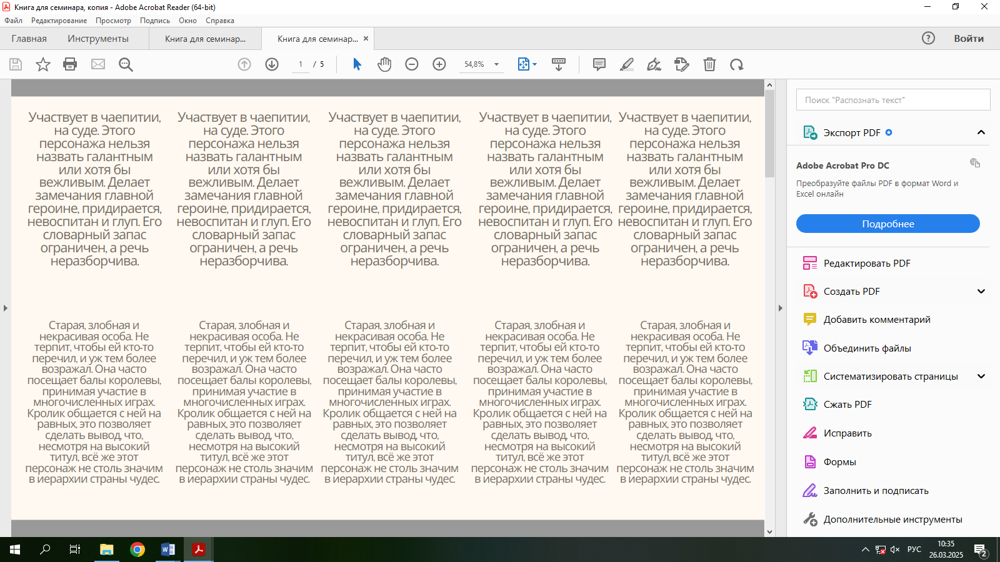 Книга для семинара, копия - Adobe Acrobat Reader (64-bit)
Файл Редактирование Просмотр Подпись Окно Справка
Главная Инструменты Книга для семинар... Книга для семинар... ×
Войти
1 / 5 54,8%
Участвует в чаепитии,
на суде. Этого
персонажа нельзя
назвать галантным
или хотя бы
вежливым. Делает
замечания главной
героине, придирается,
невоспитан и глуп. Его
словарный запас
ограничен, а речь
неразборчива.
Участвует в чаепитии,
на суде. Этого
персонажа нельзя
назвать галантным
или хотя бы
вежливым. Делает
замечания главной
героине, придирается,
невоспитан и глуп. Его
словарный запас
ограничен, а речь
неразборчива.
Участвует в чаепитии,
на суде. Этого
персонажа нельзя
назвать галантным
или хотя бы
вежливым. Делает
замечания главной
героине, придирается,
невоспитан и глуп. Его
словарный запас
ограничен, а речь
неразборчива.
Участвует в чаепитии,
на суде. Этого
персонажа нельзя
назвать галантным
или хотя бы
вежливым. Делает
замечания главной
героине, придирается,
невоспитан и глуп. Его
словарный запас
ограничен, а речь
неразборчива.
Участвует в чаепитии,
на суде. Этого
персонажа нельзя
назвать галантным
или хотя бы
вежливым. Делает
замечания главной
героине, придирается,
невоспитан и глуп. Его
словарный запас
ограничен, а речь
неразборчива.
Старая, злобная и
некрасивая особа. Не
терпит, чтобы ей кто-то
перечил, и уж тем более
возражал. Она часто
посещает балы королевы,
принимая участие в
многочисленных играх.
Кролик общается с ней на
равных, это позволяет
сделать вывод, что,
несмотря на высокий
титул, всё же этот
персонаж не столь значим
в иерархии страны чудес.
Старая, злобная и
некрасивая особа. Не
терпит, чтобы ей кто-то
перечил, и уж тем более
возражал. Она часто
посещает балы королевы,
принимая участие в
многочисленных играх.
Кролик общается с ней на
равных, это позволяет
сделать вывод, что,
несмотря на высокий
титул, всё же этот
персонаж не столь значим
в иерархии страны чудес.
Старая, злобная и
некрасивая особа. Не
терпит, чтобы ей кто-то
перечил, и уж тем более
возражал. Она часто
посещает балы королевы,
принимая участие в
многочисленных играх.
Кролик общается с ней на
равных, это позволяет
сделать вывод, что,
несмотря на высокий
титул, всё же этот
персонаж не столь значим
в иерархии страны чудес.
Старая, злобная и
некрасивая особа. Не
терпит, чтобы ей кто-то
перечил, и уж тем более
возражал. Она часто
посещает балы королевы,
принимая участие в
многочисленных играх.
Кролик общается с ней на
равных, это позволяет
сделать вывод, что,
несмотря на высокий
титул, всё же этот
персонаж не столь значим
в иерархии страны чудес.
Старая, злобная и
некрасивая особа. Не
терпит, чтобы ей кто-то
перечил, и уж тем более
возражал. Она часто
посещает балы королевы,
принимая участие в
многочисленных играх.
Кролик общается с ней на
равных, это позволяет
сделать вывод, что,
несмотря на высокий
титул, всё же этот
персонаж не столь значим
в иерархии страны чудес.
Поиск "Распознать текст"
Экспорт PDF
Adobe Acrobat Pro DC
Преобразуйте файлы PDF в формат Word и
Excel онлайн
Подробнее
Редактировать PDF
Создать PDF
Добавить комментарий
Объединить файлы
Систематизировать страницы
Сжать PDF
Исправить
Формы
Заполнить и подписать
Дополнительные инструменты
РУС
10:35
26.03.2025
2